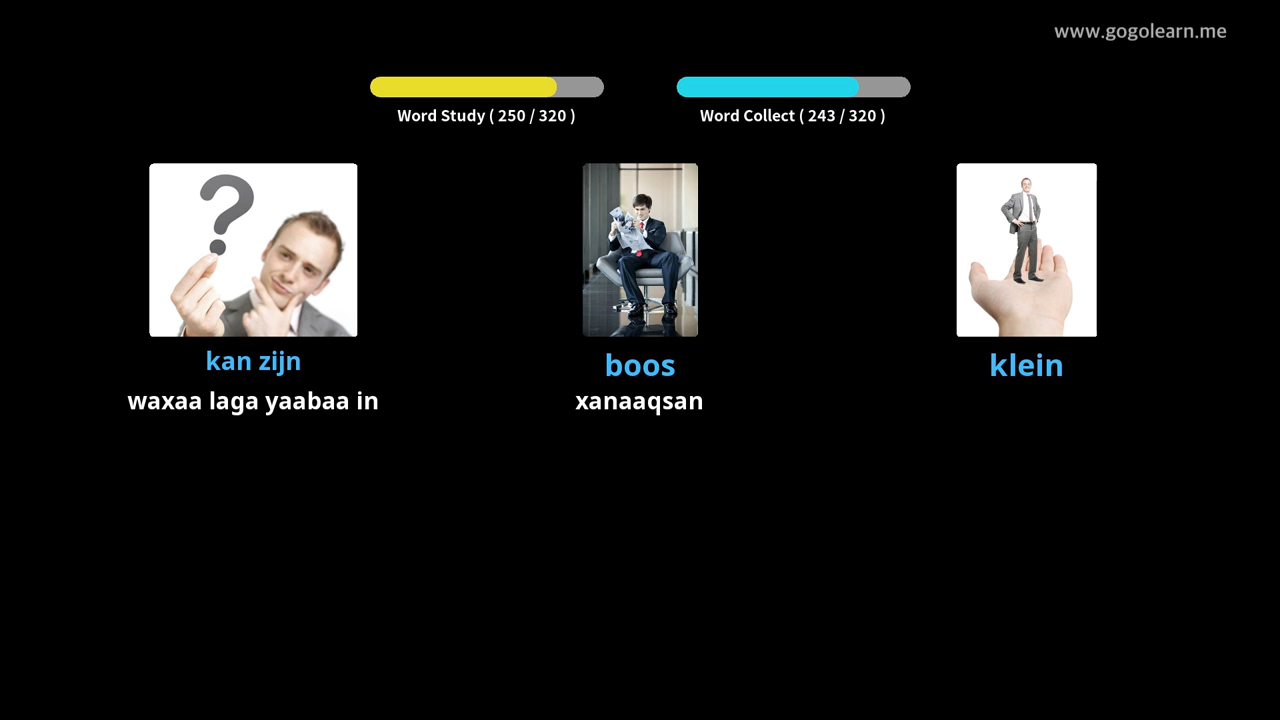 www.gogolearn.me
Word Study ( 250 / 320 )
Word Collect ( 243 / 320 )
kan zijn
waxaa laga yaabaa in
boos
xanaaqsan
klein